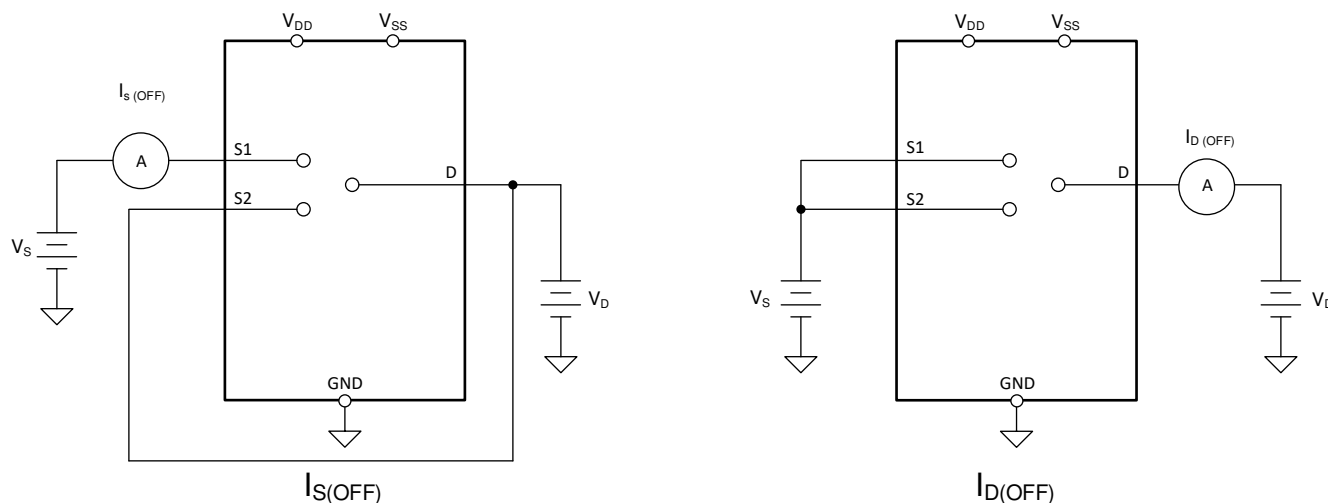 VDD
VSS
Is (OFF)
A
S1
D
S2
VS
VD
GND
IS(OFF)
VDD
VSS
ID (OFF)
S1
D
A
S2
VS
VD
GND
ID(OFF)